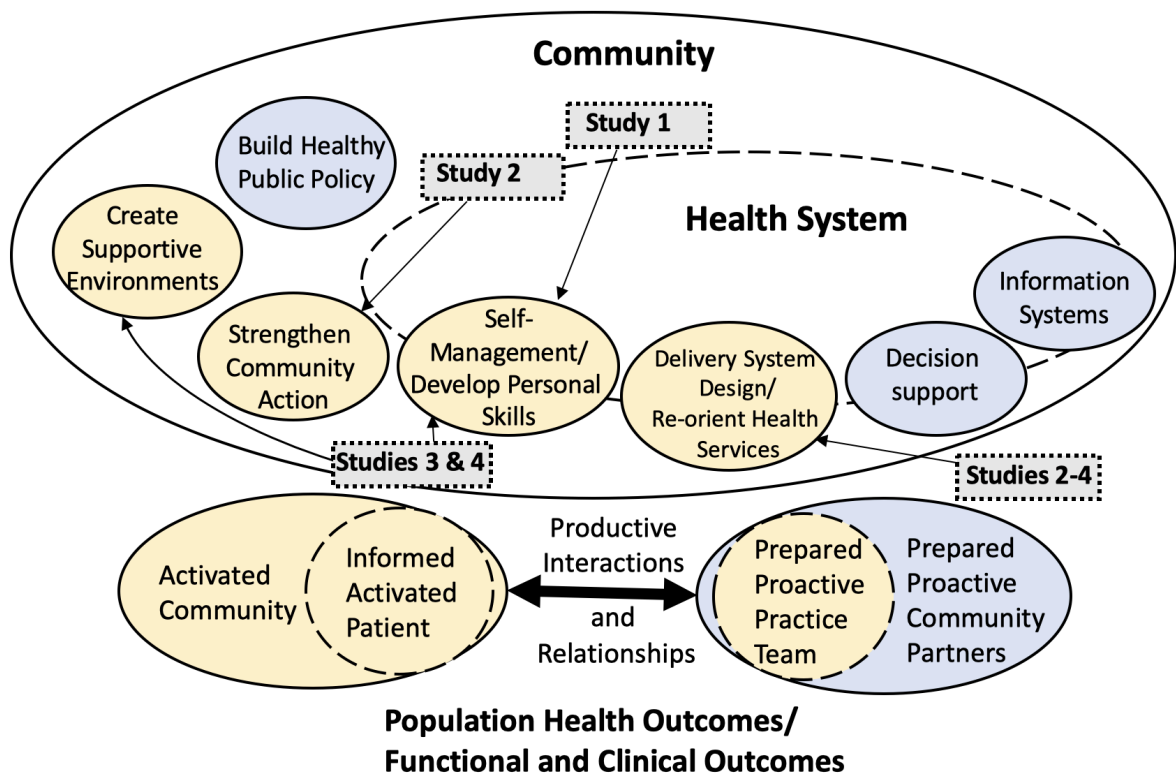 Community
Study 1
Build Healthy
Public Policy
Study 2
Create
Supportive
Environments
Health System
Information
Systems
Strengthen
Community
Action
Self-
Management/
Develop Personal
Skills
Delivery System
Design/
Re-orient Health
Services
Decision
support
Studies 3 & 4
Studies 2-4
Activated
Community
Informed
Activated
Patient
Productive
Interactions
and
Relationships
Prepared
Proactive
Practice
Team
Prepared
Proactive
Community
Partners
Population Health Outcomes/
Functional and Clinical Outcomes